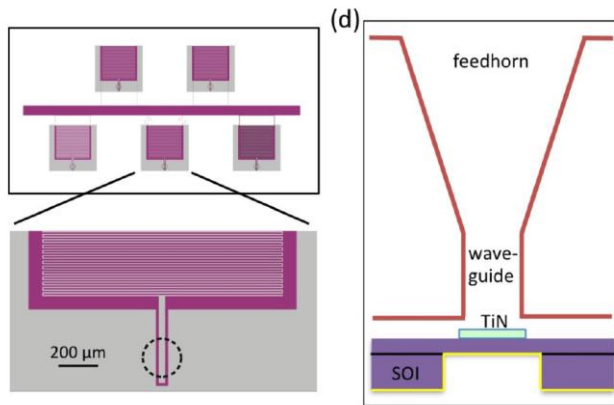 (d)
feedhorn
wave-
guide
TiN
SOI
200 μm